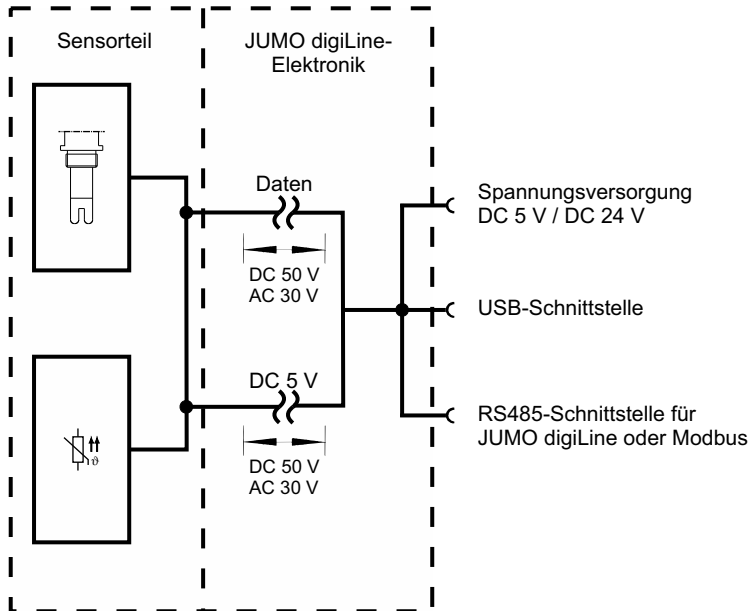 Sensorteil
JUMO digiLine-
Elektronik
Daten
DC 50 V
AC 30 V
DC 5 V
DC 50 V
AC 30 V
ϑ
Spannungsversorgung
DC 5 V / DC 24 V
USB-Schnittstelle
RS485-Schnittstelle für
JUMO digiLine oder Modbus